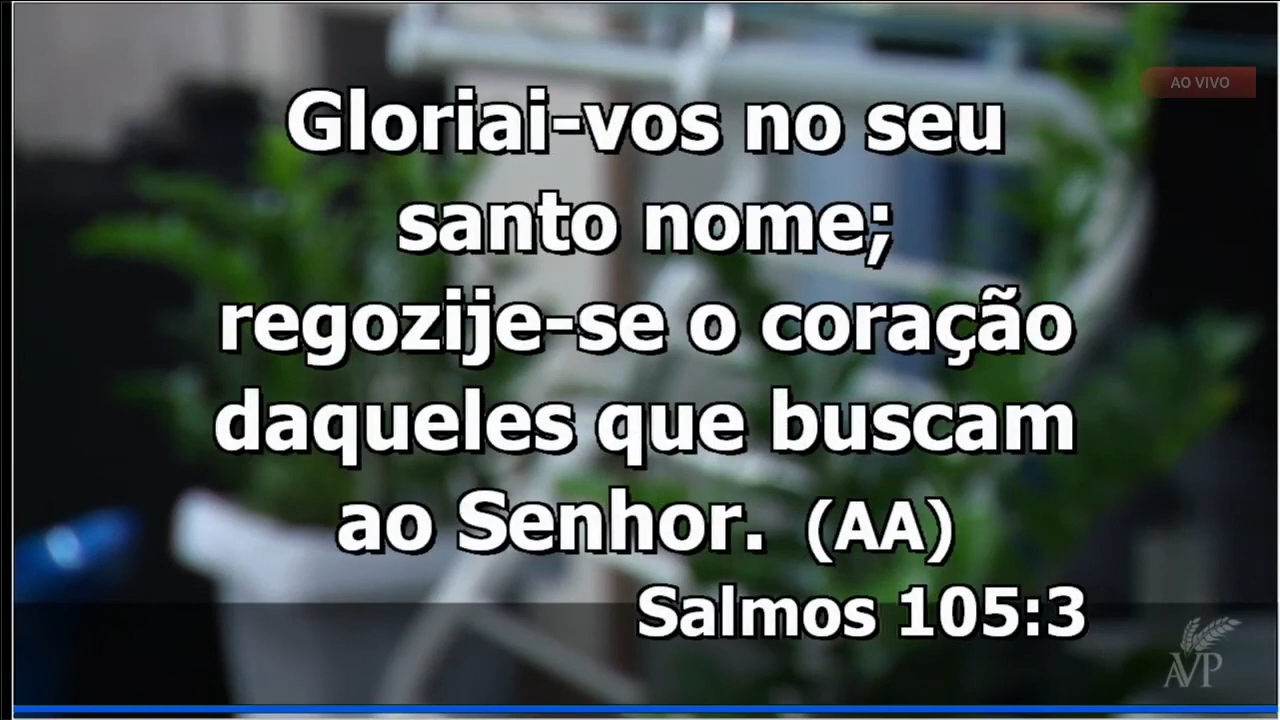 AO VIVO
Gloriai-vos no seu
santo nome;
regozije-se o coração
daqueles que buscam
ao Senhor. (AA)
Salmos 105:3
AVP